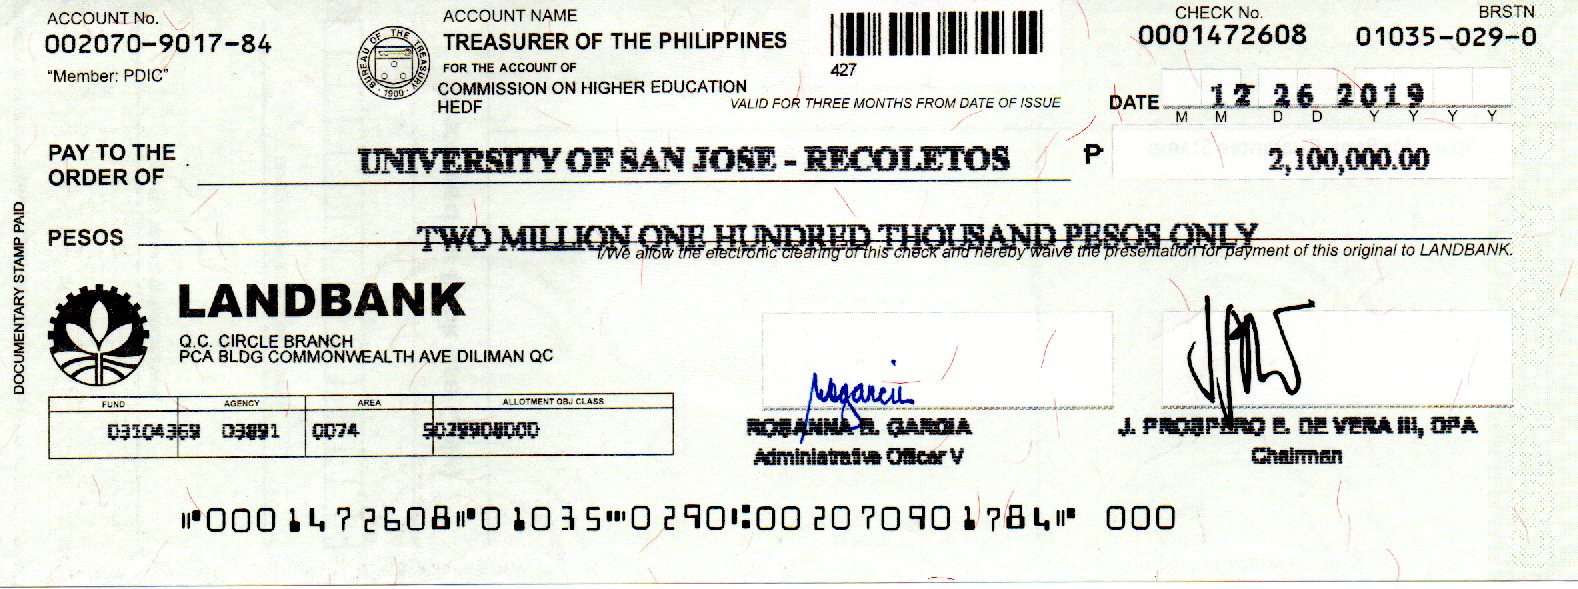 ACCOUNT No.
002070-9017-84
"Member: PDIC"
BUREAU OF THE TREASURY
1900
ACCOUNT NAME
TREASURER OF THE PHILIPPINES
FOR THE ACCOUNT OF
COMMISSION ON HIGHER EDUCATION
HEDF
427
VALID FOR THREE MONTHS FROM DATE OF ISSUE
CHECK No.
0001472608
BRSTN
01035-029-0
DATE 12 26 2019
M M D D Y Y Y Y
PAY TO THE
ORDER OF UNIVERSITY OF SAN JOSE - RECOLETOS P 2,100,000.00
PESOS TWO MILLION ONE HUNDRED THOUSAND PESOS ONLY
I/We allow the electronic clearing of this check and hereby waive the presentation for payment of this original to LANDBANK.
DOCUMENTARY STAMP PAID
LANDBANK
Q.C. CIRCLE BRANCH
PCA BLDG COMMONWEALTH AVE DILIMAN QC
FUND AGENCY AREA ALLOTMENT OBJ CLASS
03104369 03891 0074 5029908000
ROSANNA B. GARCIA
Administrative Officer V
J. PROSPERO E. DE VERA III, DPA
Chairman
0001472608 01035 0290 002070901784 000